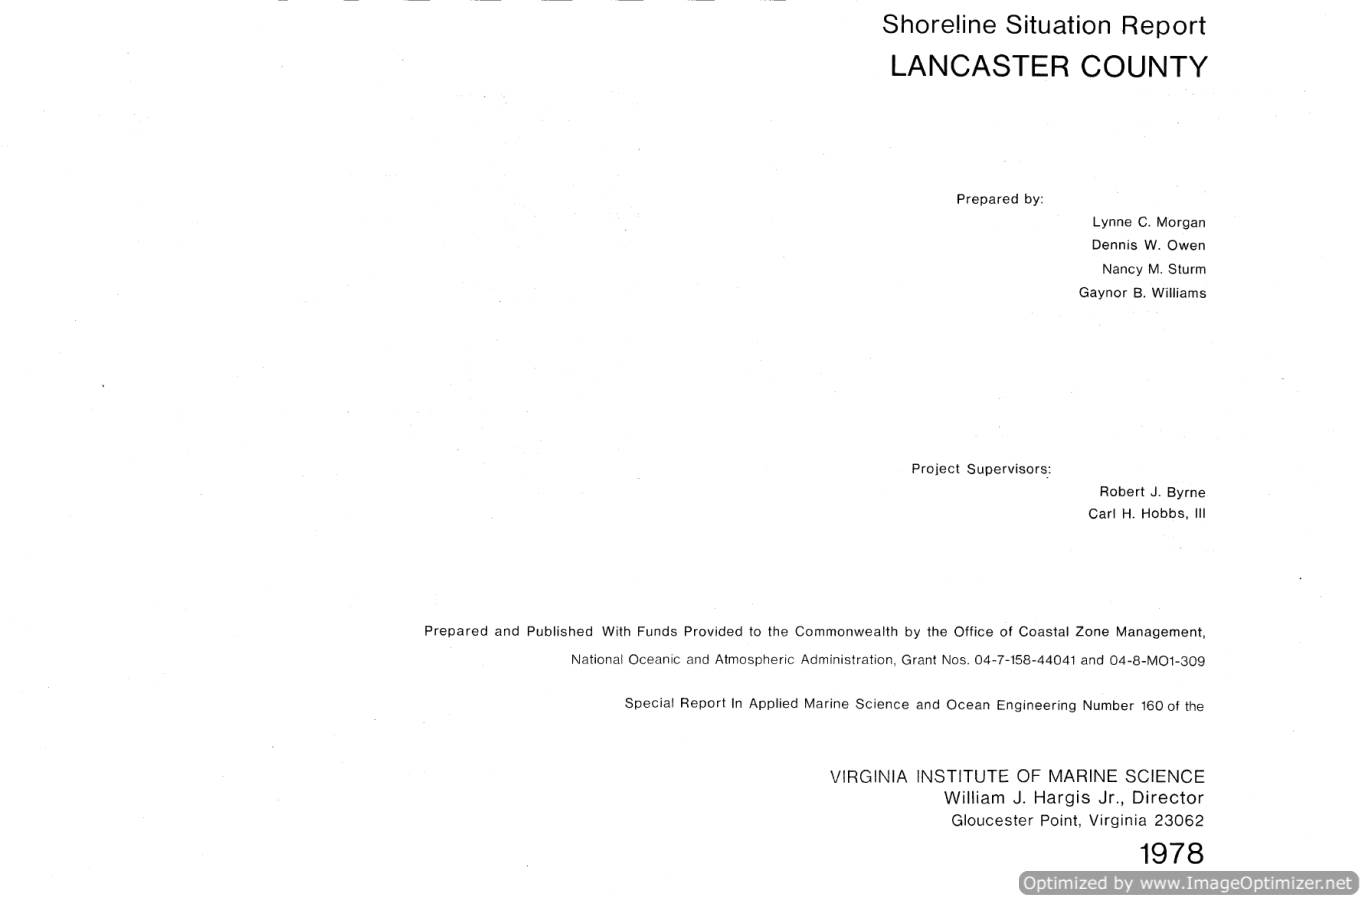 Shoreline Situation Report
LANCASTER COUNTY
Prepared by:
Lynne C. Morgan
Dennis W. Owen
Nancy M. Sturm
Gaynor B. Williams
Project Supervisors:
Robert J. Byrne
Carl H. Hobbs, III
Prepared and Published With Funds Provided to the Commonwealth by the Office of Coastal Zone Management,
National Oceanic and Atmospheric Administration, Grant Nos. 04-7-158-44041 and 04-8-MO1-309
Special Report In Applied Marine Science and Ocean Engineering Number 160 of the
VIRGINIA INSTITUTE OF MARINE SCIENCE
William J. Hargis Jr., Director
Gloucester Point, Virginia 23062
1978
Optimized by www.ImageOptimizer.net